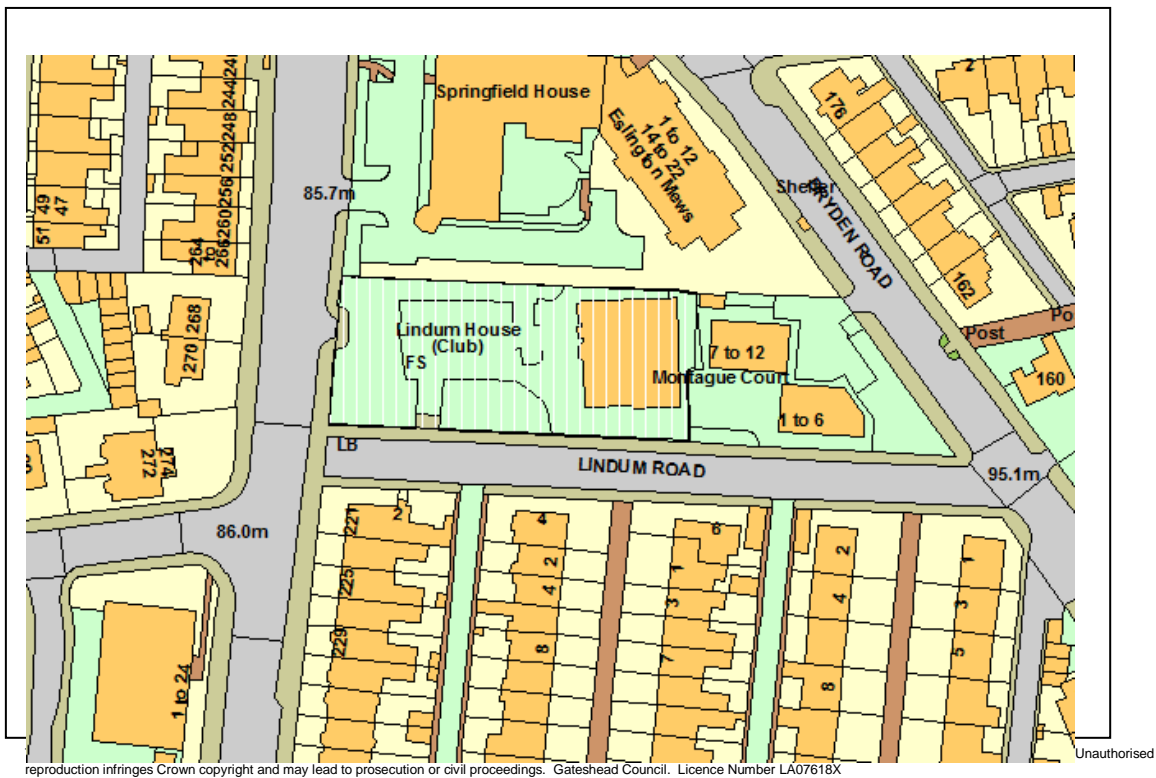 Springfield House
1 to 12
14 to 22
Eslington Mews
2
176
Shelter
DRYDEN ROAD
162
244
248
252
256
260
264
to
266
49
47
51
85.7m
268
270
Lindum House
(Club)
FS
7 to 12
Montague Court
1 to 6
Post
Po
160
LB
LINDUM ROAD
95.1m
274
272
86.0m
221
2
225
229
4
2
4
8
6
1
3
7
2
4
8
1
3
5
1 to 24
Unauthorised
reproduction infringes Crown copyright and may lead to prosecution or civil proceedings. Gateshead Council. Licence Number LA07618X